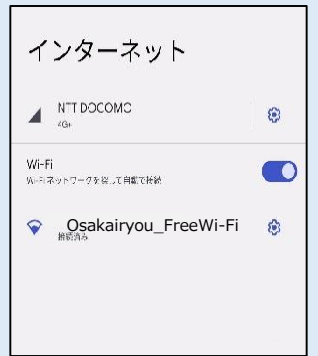 インターネット
NTT DOCOMO
4G+
Wi-Fi
Wi-Fiネットワークを探して自動で接続
Osakairyou_FreeWi-Fi
接続済み